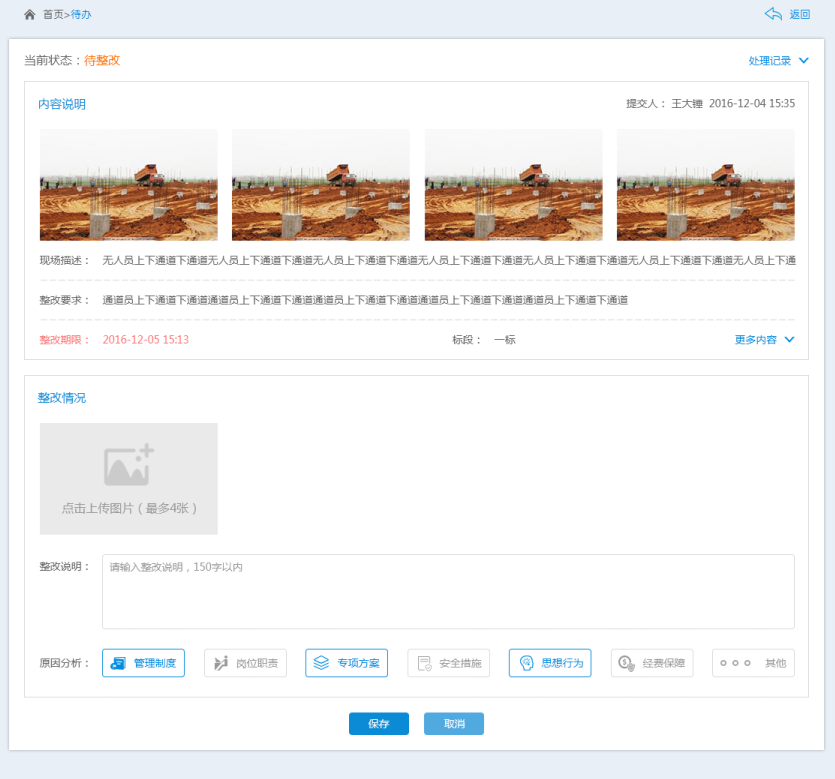 首页>待办
返回
当前状态：待整改
处理记录
内容说明
提交人： 王大锤 2016-12-04 15:35
现场描述： 无人员上下通道下通道无人员上下通道下通道无人员上下通道下通道无人员上下通道下通道无人员上下通道下通道无人员上下通道下通道无人员上下通
整改要求： 通道员上下通道下通道通道员上下通道下通道通道员上下通道下通道通道员上下通道下通道通道员上下通道下通道
整改期限： 2016-12-05 15:13
标段： 一标
更多内容
整改情况
点击上传图片（最多4张）
整改说明：
请输入整改说明，150字以内
原因分析： 管理制度 岗位职责 专项方案 安全措施 思想行为 经费保障 其他
保存 取消